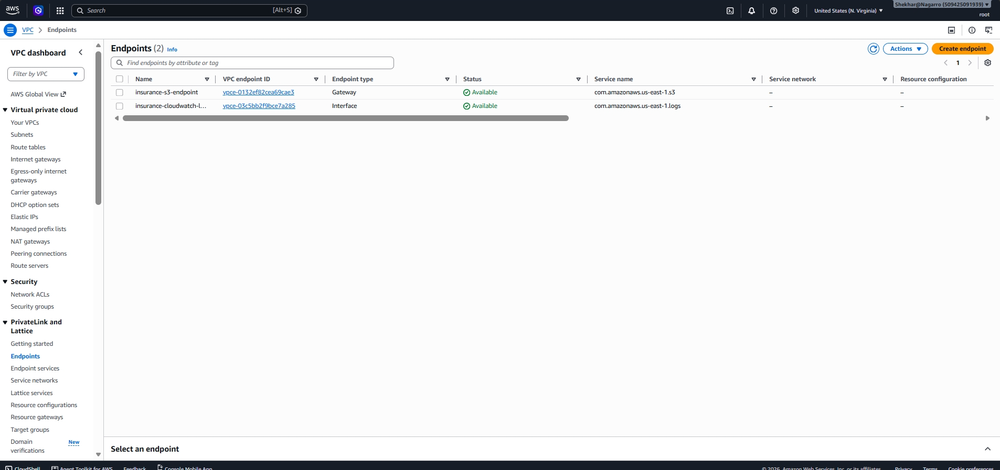 aws
Search [Alt+S]
United States (N. Virginia)
Shekhar@Nagarro (509425091939)
root
VPC > Endpoints
VPC dashboard
Filter by VPC
AWS Global View
Virtual private cloud
Your VPCs
Subnets
Route tables
Internet gateways
Egress-only internet
gateways
Carrier gateways
DHCP option sets
Elastic IPs
Managed prefix lists
NAT gateways
Peering connections
Route servers
Security
Network ACLs
Security groups
PrivateLink and
Lattice
Getting started
Endpoints
Endpoint services
Service networks
Lattice services
Resource configurations
Resource gateways
Target groups
Domain New
verifications
Endpoints (2) Info
Actions Create endpoint
Find endpoints by attribute or tag
1
Name VPC endpoint ID Endpoint type Status Service name Service network Resource configuration
insurance-s3-endpoint vpce-0132ef82cea69cae3 Gateway Available com.amazonaws.us-east-1.s3 – –
insurance-cloudwatch-l... vpce-03c5bb2f9bce7a285 Interface Available com.amazonaws.us-east-1.logs – –
Select an endpoint
CloudShell Agent Toolkit for AWS Feedback Console Mobile App © 2026, Amazon Web Services, Inc. or its affiliates. Privacy Terms Cookie preferences